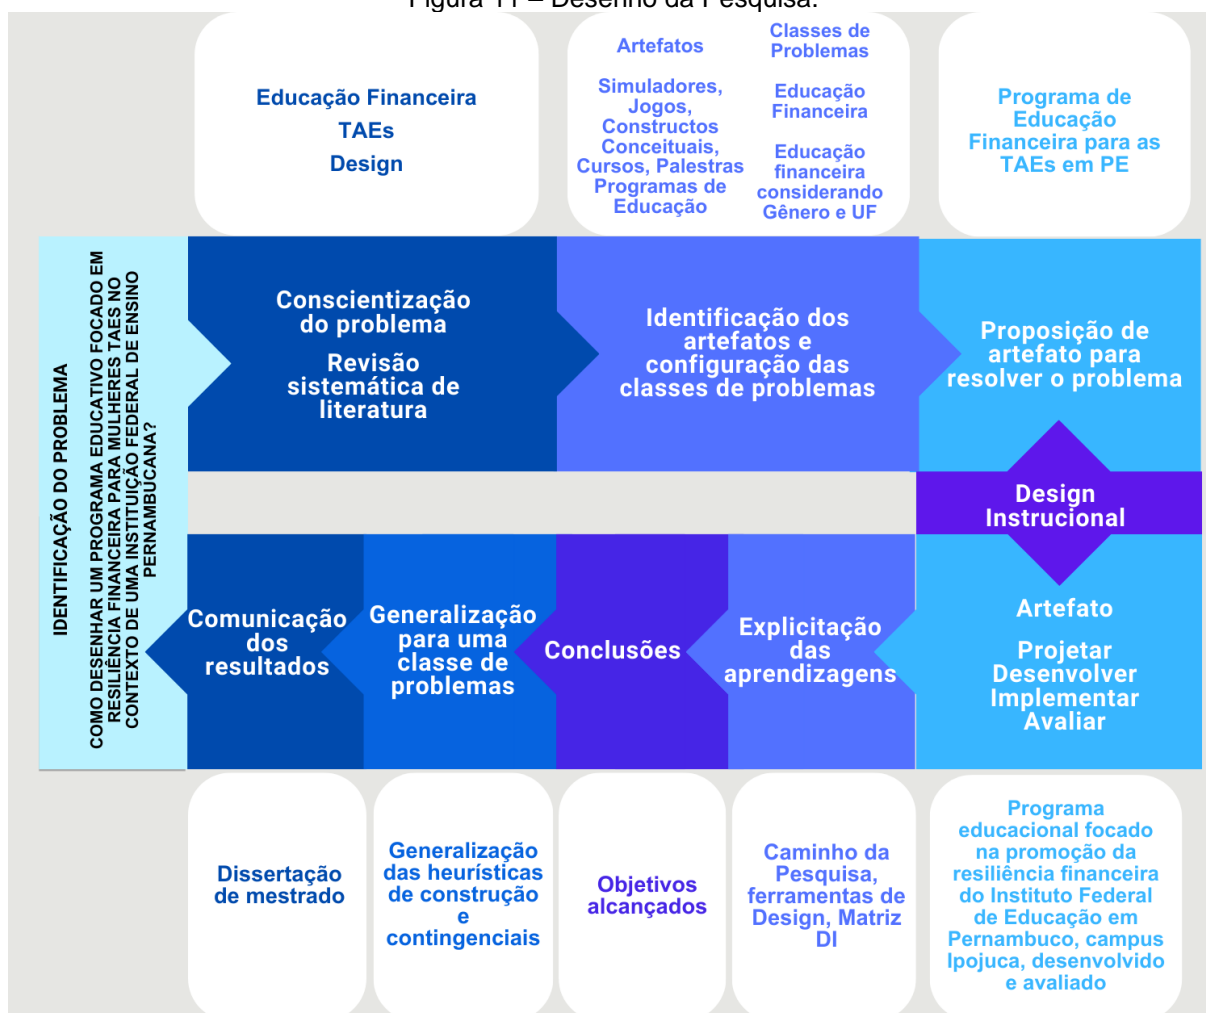 Figura 11 – Desenho da Pesquisa.
Educação Financeira
TAEs
Design
Artefatos
Simuladores,
Jogos,
Constructos
Conceituais,
Cursos, Palestras
Programas de
Educação
Classes de
Problemas
Educação
Financeira
Educação
financeira
considerando
Gênero e UF
Programa de
Educação
Financeira para as
TAEs em PE
IDENTIFICAÇÃO DO PROBLEMA
COMO DESENHAR UM PROGRAMA EDUCATIVO FOCADO EM
RESILIÊNCIA FINANCEIRA PARA MULHERES TAES NO
CONTEXTO DE UMA INSTITUIÇÃO FEDERAL DE ENSINO
PERNAMBUCANA?
Conscientização
do problema
Revisão
sistemática de
literatura
Identificação dos
artefatos e
configuração das
classes de problemas
Proposição de
artefato para
resolver o problema
Design
Instrucional
Artefato
Projetar
Desenvolver
Implementar
Avaliar
Explicitação
das
aprendizagens
Conclusões
Generalização
para uma
classe de
problemas
Comunicação
dos
resultados
Dissertação
de mestrado
Generalização
das heurísticas
de construção
e
contingenciais
Objetivos
alcançados
Caminho da
Pesquisa,
ferramentas de
Design, Matriz
DI
Programa
educacional focado
na promoção da
resiliência financeira
do Instituto Federal
de Educação em
Pernambuco, campus
Ipojuca, desenvolvido
e avaliado